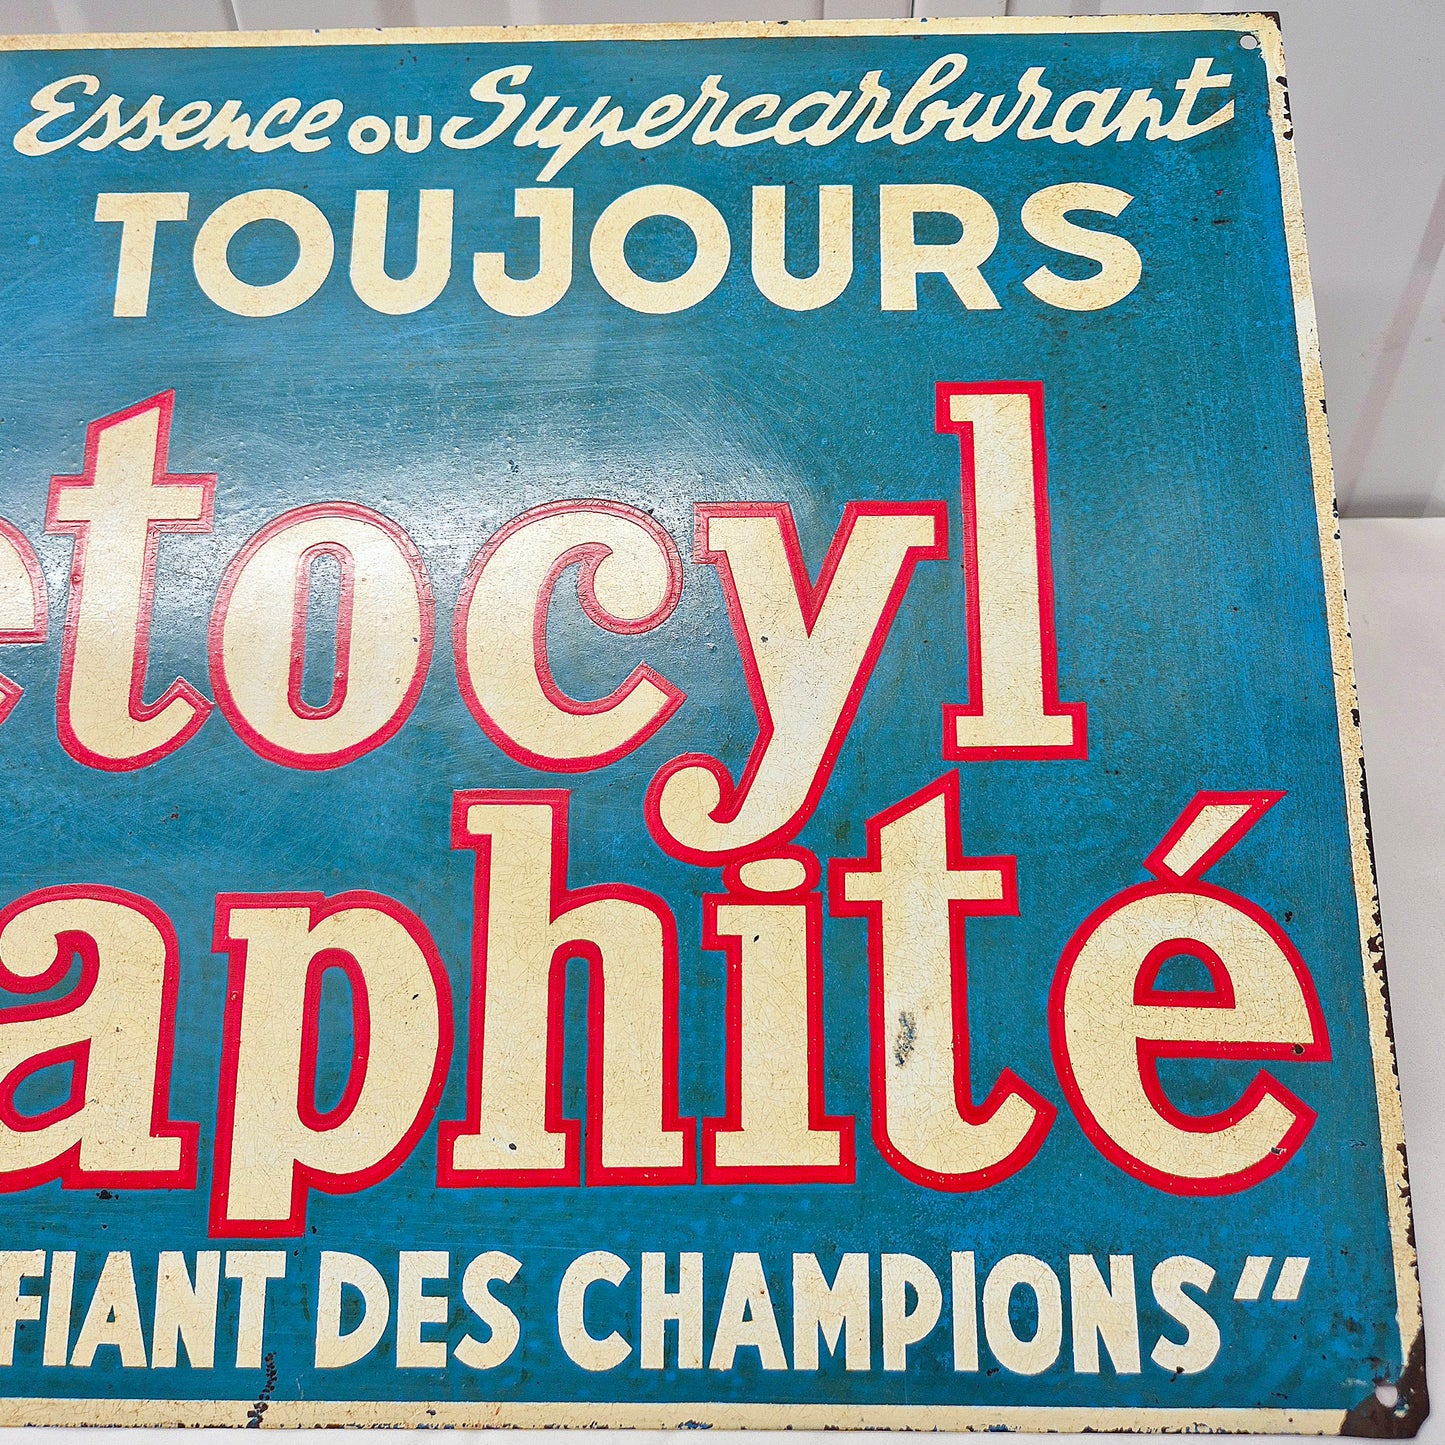 Essence ou Supercarburant
TOUJOURS
etocyl
aphité
FIANT DES CHAMPIONS"